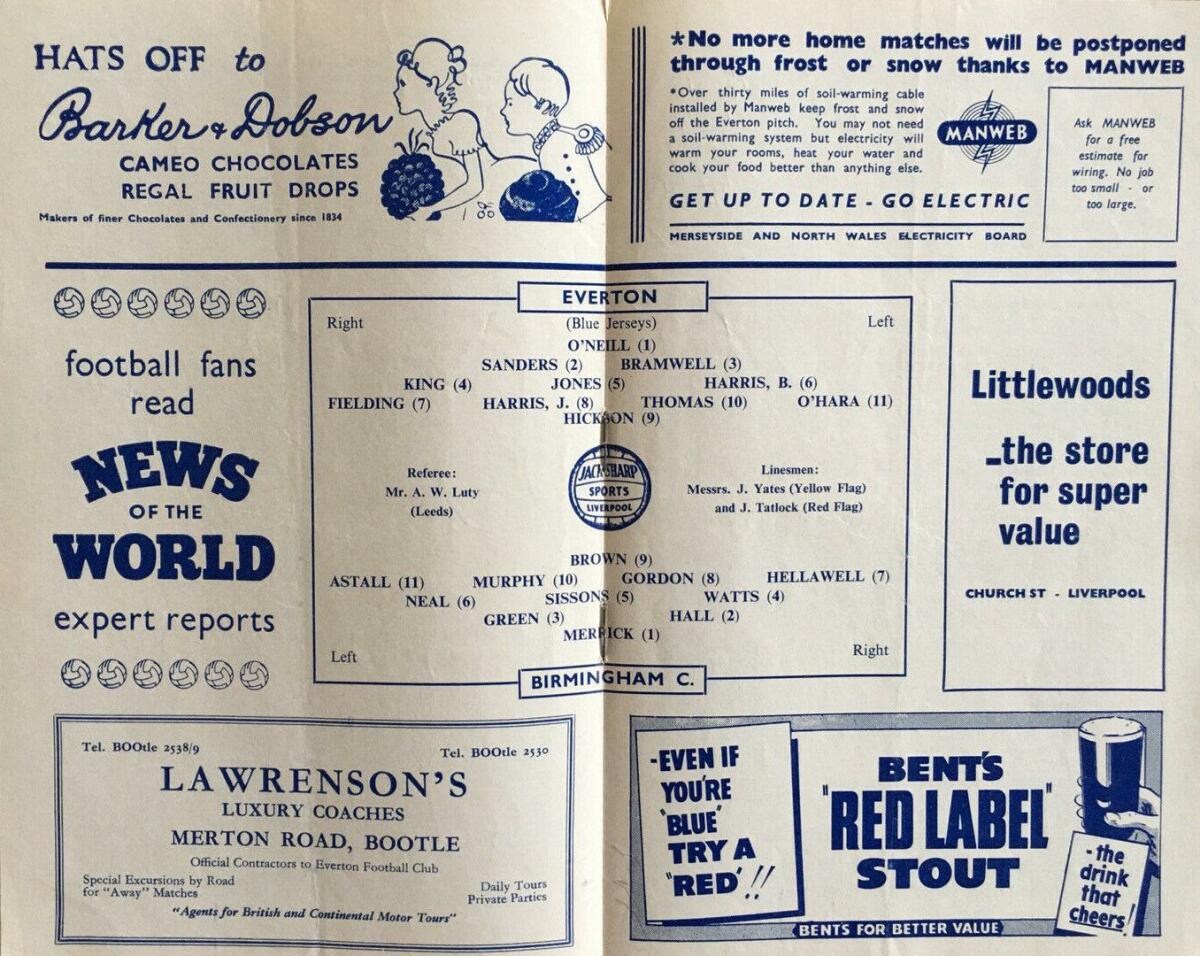 HATS OFF to
Barker & Dobson
CAMEO CHOCOLATES
REGAL FRUIT DROPS
Makers of finer Chocolates and Confectionery since 1834
*No more home matches will be postponed
through frost or snow thanks to MANWEB
*Over thirty miles of soil-warming cable
installed by Manweb keep frost and snow
off the Everton pitch. You may not need
a soil-warming system but electricity will
warm your rooms, heat your water and
cook your food better than anything else.
MANWEB
Ask MANWEB
for a free
estimate for
wiring. No job
too small - or
too large.
GET UP TO DATE - GO ELECTRIC
MERSEYSIDE AND NORTH WALES ELECTRICITY BOARD
football fans
read
NEWS
OF THE
WORLD
expert reports
EVERTON
Right (Blue Jerseys) Left
O'NEILL (1)
SANDERS (2) BRAMWELL (3)
KING (4) JONES (5) HARRIS, B. (6)
FIELDING (7) HARRIS, J. (8) THOMAS (10) O'HARA (11)
HICKSON (9)
Referee:
Mr. A. W. Luty
(Leeds)
JACK SHARP
SPORTS
LIVERPOOL
Linesmen:
Messrs. J. Yates (Yellow Flag)
and J. Tatlock (Red Flag)
BROWN (9)
ASTALL (11) MURPHY (10) GORDON (8) HELLAWELL (7)
NEAL (6) SISSONS (5) WATTS (4)
GREEN (3) HALL (2)
MERRICK (1)
Left Right
BIRMINGHAM C.
Littlewoods
..the store
for super
value
CHURCH ST - LIVERPOOL
Tel. BOOtle 2538/9 Tel. BOOtle 2530
LAWRENSON'S
LUXURY COACHES
MERTON ROAD, BOOTLE
Official Contractors to Everton Football Club
Special Excursions by Road
for "Away" Matches
Daily Tours
Private Parties
"Agents for British and Continental Motor Tours"
-EVEN IF
YOU'RE
'BLUE'
TRY A
'RED'!!
BENT'S
"RED LABEL"
STOUT
- the
drink
that
cheers!
BENT'S FOR BETTER VALUE